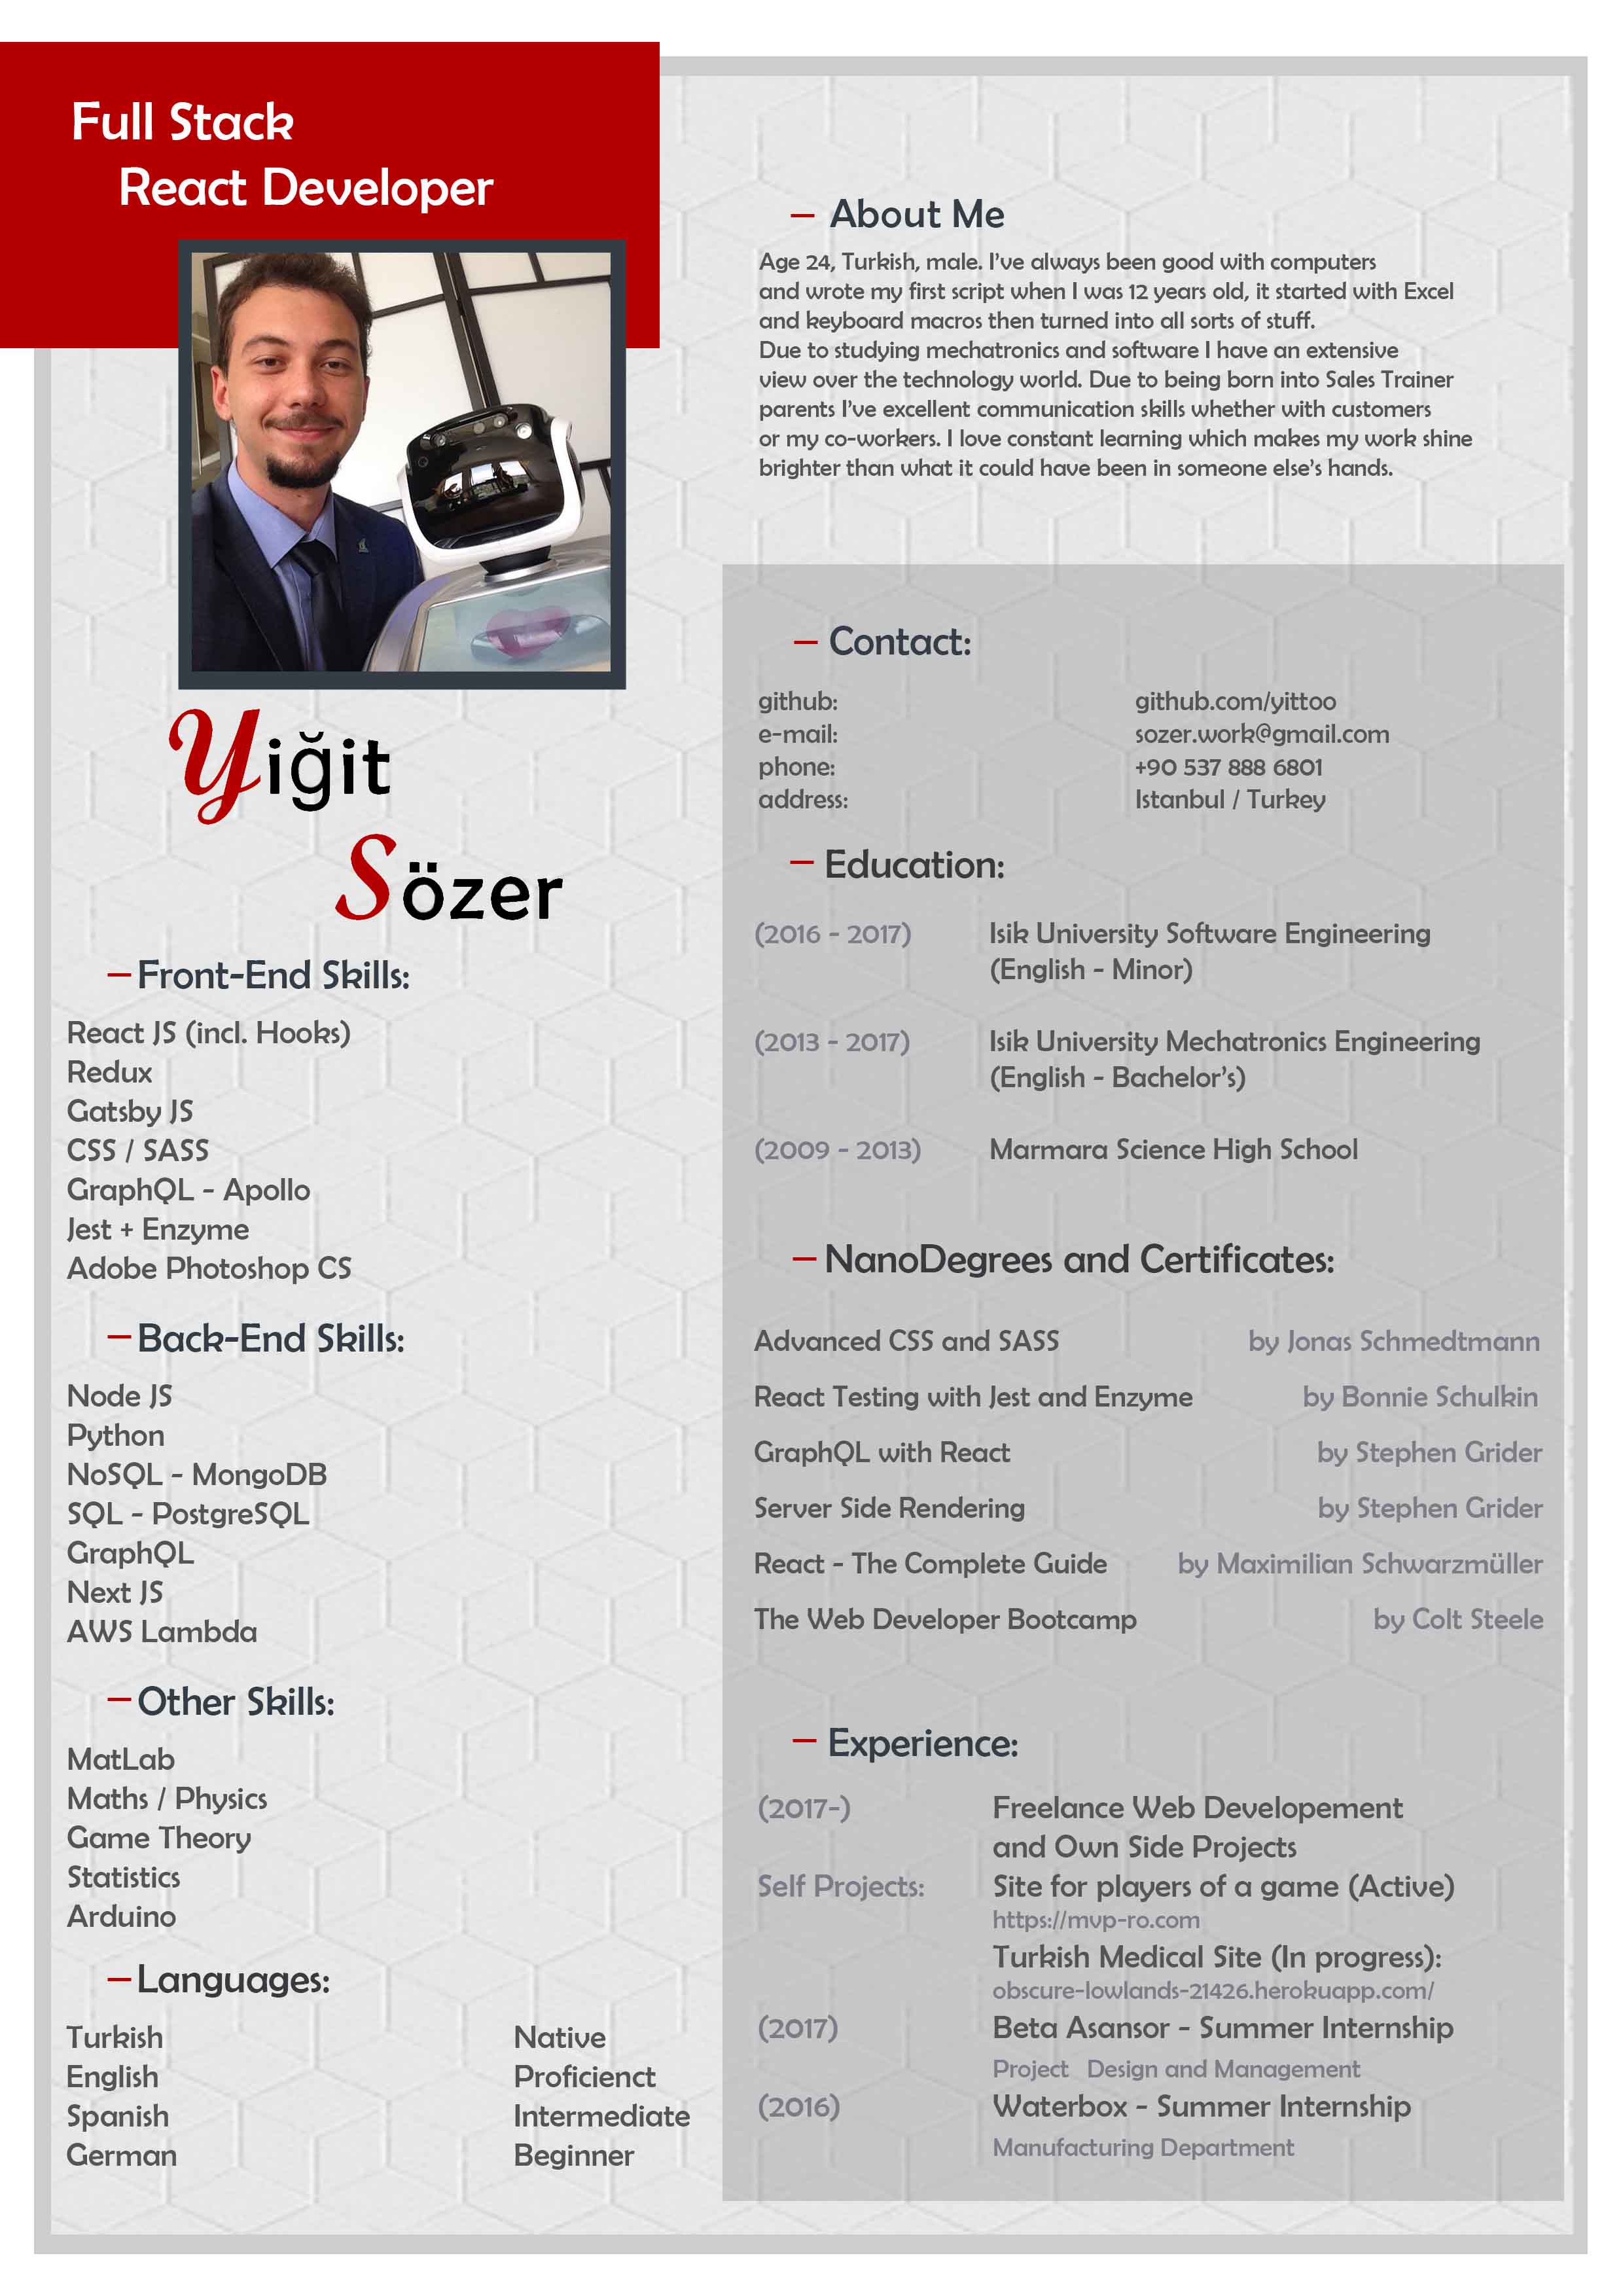 Full Stack
React Developer
Yiğit
Sözer
– Front-End Skills:
React JS (incl. Hooks)
Redux
Gatsby JS
CSS / SASS
GraphQL - Apollo
Jest + Enzyme
Adobe Photoshop CS
– Back-End Skills:
Node JS
Python
NoSQL - MongoDB
SQL - PostgreSQL
GraphQL
Next JS
AWS Lambda
– Other Skills:
MatLab
Maths / Physics
Game Theory
Statistics
Arduino
– Languages:
Turkish Native
English Proficienct
Spanish Intermediate
German Beginner
– About Me
Age 24, Turkish, male. I've always been good with computers
and wrote my first script when I was 12 years old, it started with Excel
and keyboard macros then turned into all sorts of stuff.
Due to studying mechatronics and software I have an extensive
view over the technology world. Due to being born into Sales Trainer
parents I've excellent communication skills whether with customers
or my co-workers. I love constant learning which makes my work shine
brighter than what it could have been in someone else's hands.
– Contact:
github: github.com/yittoo
e-mail: sozer.work@gmail.com
phone: +90 537 888 6801
address: Istanbul / Turkey
– Education:
(2016 - 2017) Isik University Software Engineering
(English - Minor)
(2013 - 2017) Isik University Mechatronics Engineering
(English - Bachelor's)
(2009 - 2013) Marmara Science High School
– NanoDegrees and Certificates:
Advanced CSS and SASS by Jonas Schmedtmann
React Testing with Jest and Enzyme by Bonnie Schulkin
GraphQL with React by Stephen Grider
Server Side Rendering by Stephen Grider
React - The Complete Guide by Maximilian Schwarzmüller
The Web Developer Bootcamp by Colt Steele
– Experience:
(2017-) Freelance Web Developement
and Own Side Projects
Self Projects: Site for players of a game (Active)
https://mvp-ro.com
Turkish Medical Site (In progress):
obscure-lowlands-21426.herokuapp.com/
(2017) Beta Asansor - Summer Internship
Project Design and Management
(2016) Waterbox - Summer Internship
Manufacturing Department